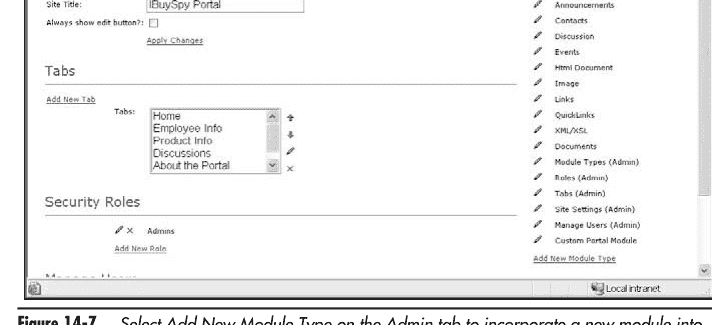 Site Title: IBuySpy Portal
Always show edit button?:
Apply Changes
Tabs
Add New Tab
Tabs:
Home
Employee Info
Product Info
Discussions
About the Portal
Security Roles
Admins
Add New Role
Announcements
Contacts
Discussion
Events
Html Document
Image
Links
QuickLinks
XML/XSL
Documents
Module Types (Admin)
Roles (Admin)
Tabs (Admin)
Site Settings (Admin)
Manage Users (Admin)
Custom Portal Module
Add New Module Type
Local intranet
Figure 14-7 Select Add New Module Type on the Admin tab to incorporate a new module into